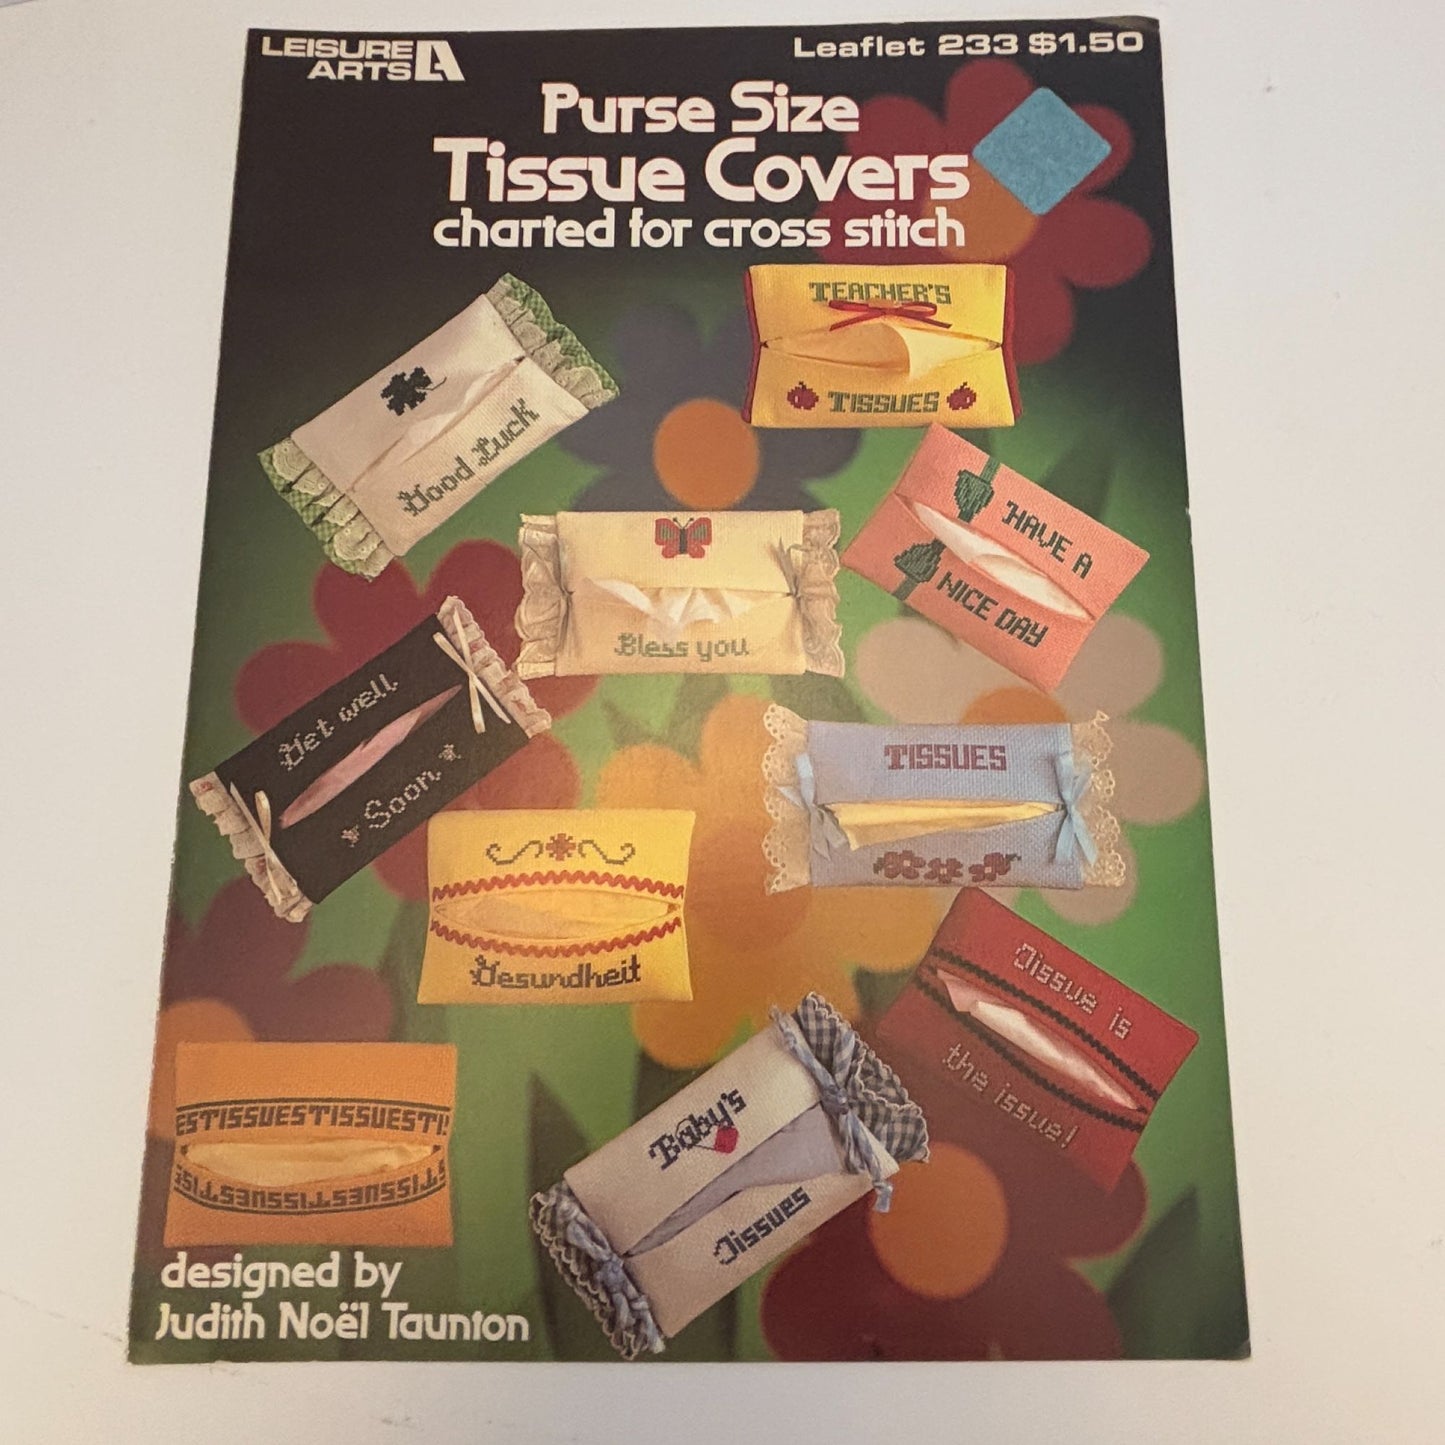 LEISURE
ARTS
Leaflet 233 $1.50
Purse Size
Tissue Covers
charted for cross stitch
TEACHER'S
TISSUES
Good Luck
HAVE A
NICE DAY
Bless you
Get well
Soon
TISSUES
Gesundheit
Tissue is
the issue!
ESTISSUESTISSUESTI
TISSUESTISSUESTISS
Baby's
Tissues
designed by
Judith Noël Taunton